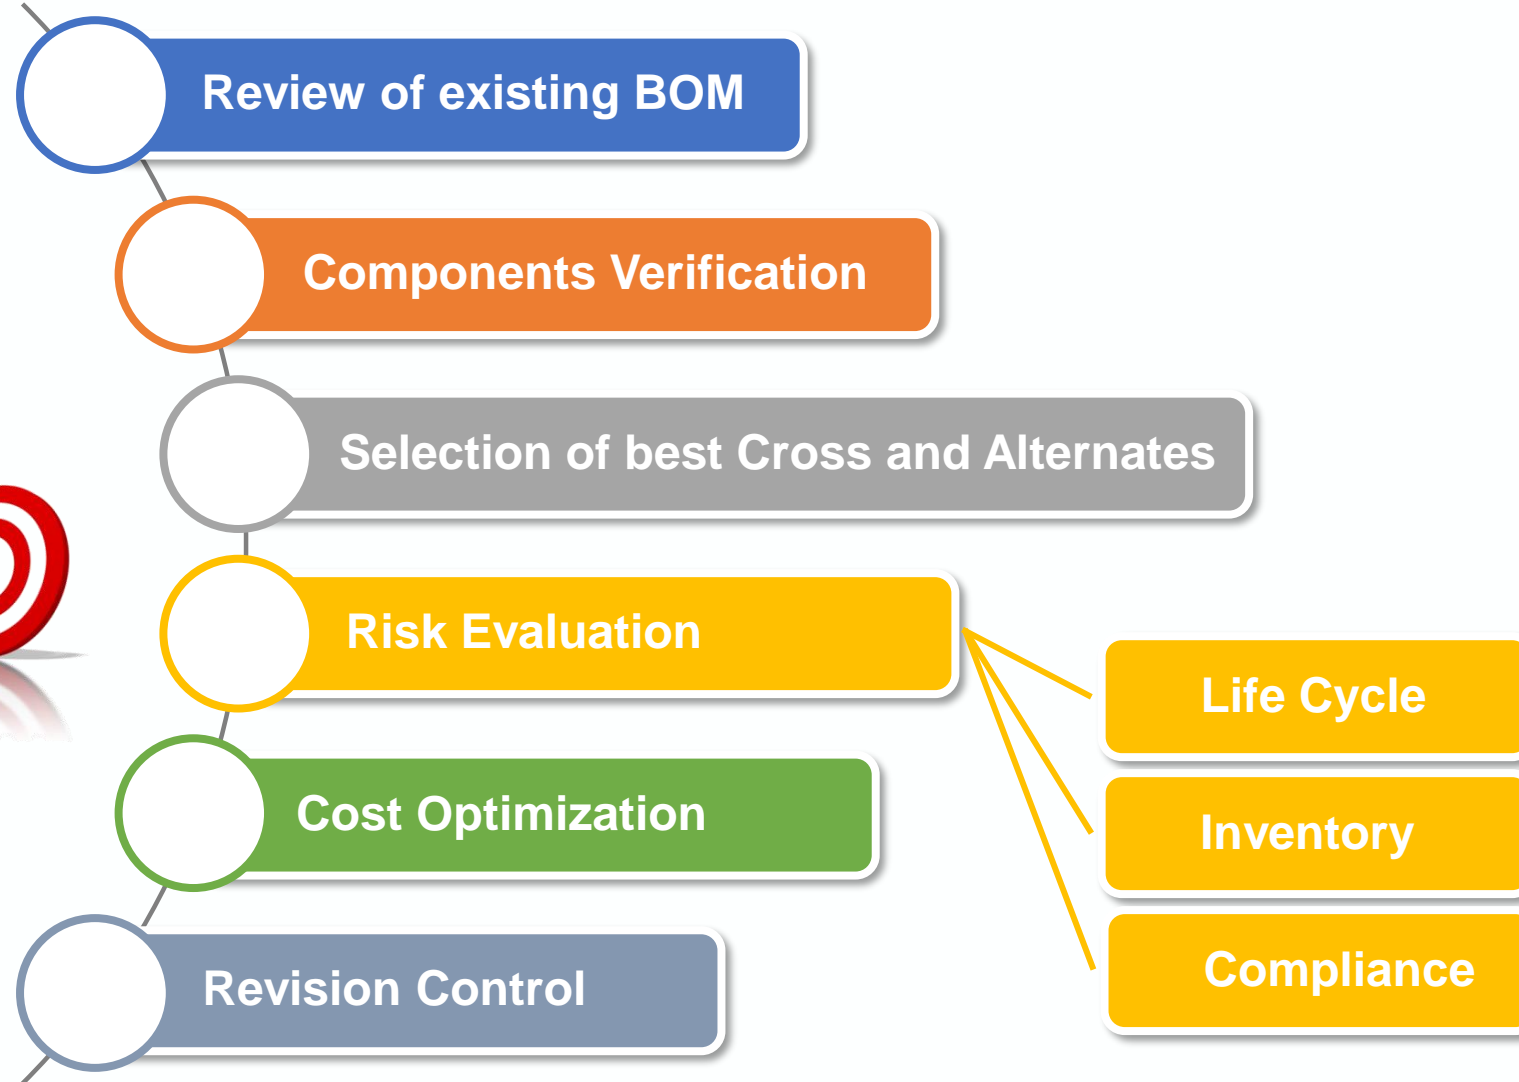 Review of existing BOM
Components Verification
Selection of best Cross and Alternates
Risk Evaluation
Life Cycle
Inventory
Compliance
Cost Optimization
Revision Control